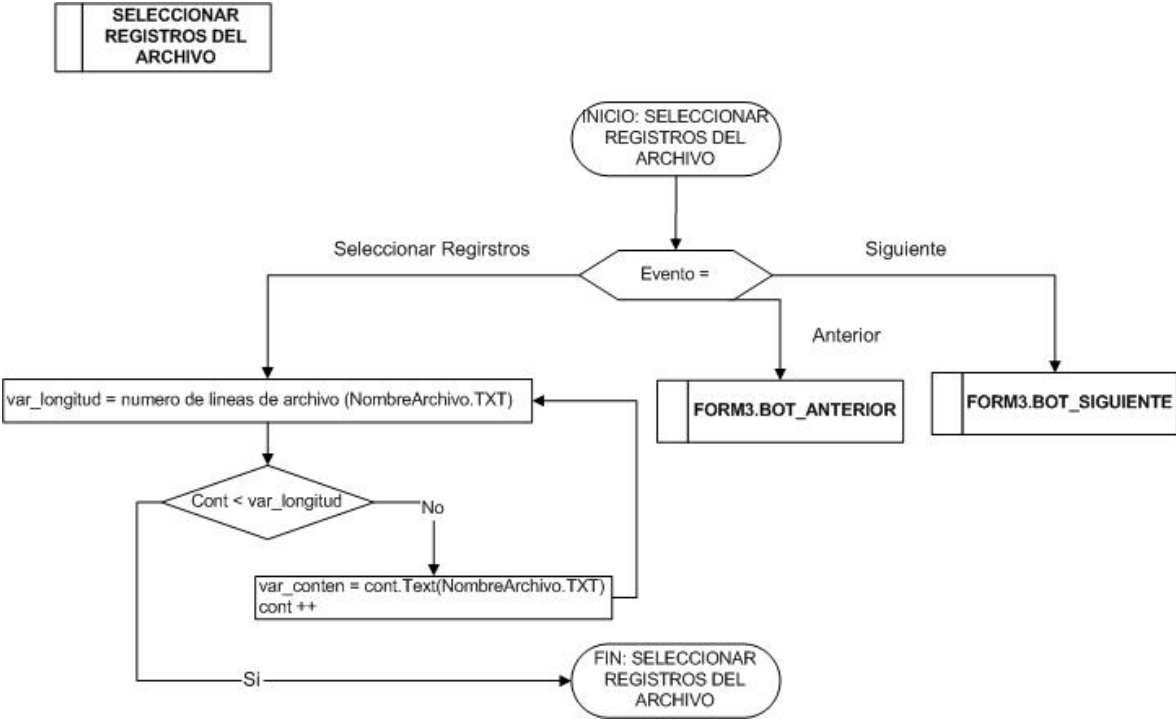 SELECCIONAR
REGISTROS DEL
ARCHIVO
INICIO: SELECCIONAR
REGISTROS DEL
ARCHIVO
Seleccionar Regirstros
Siguiente
Evento =
Anterior
var_longitud = numero de lineas de archivo (NombreArchivo.TXT)
FORM3.BOT_ANTERIOR
FORM3.BOT_SIGUIENTE
Cont < var_longitud
No
var_conten = cont.Text(NombreArchivo.TXT)
cont ++
Si
FIN: SELECCIONAR
REGISTROS DEL
ARCHIVO